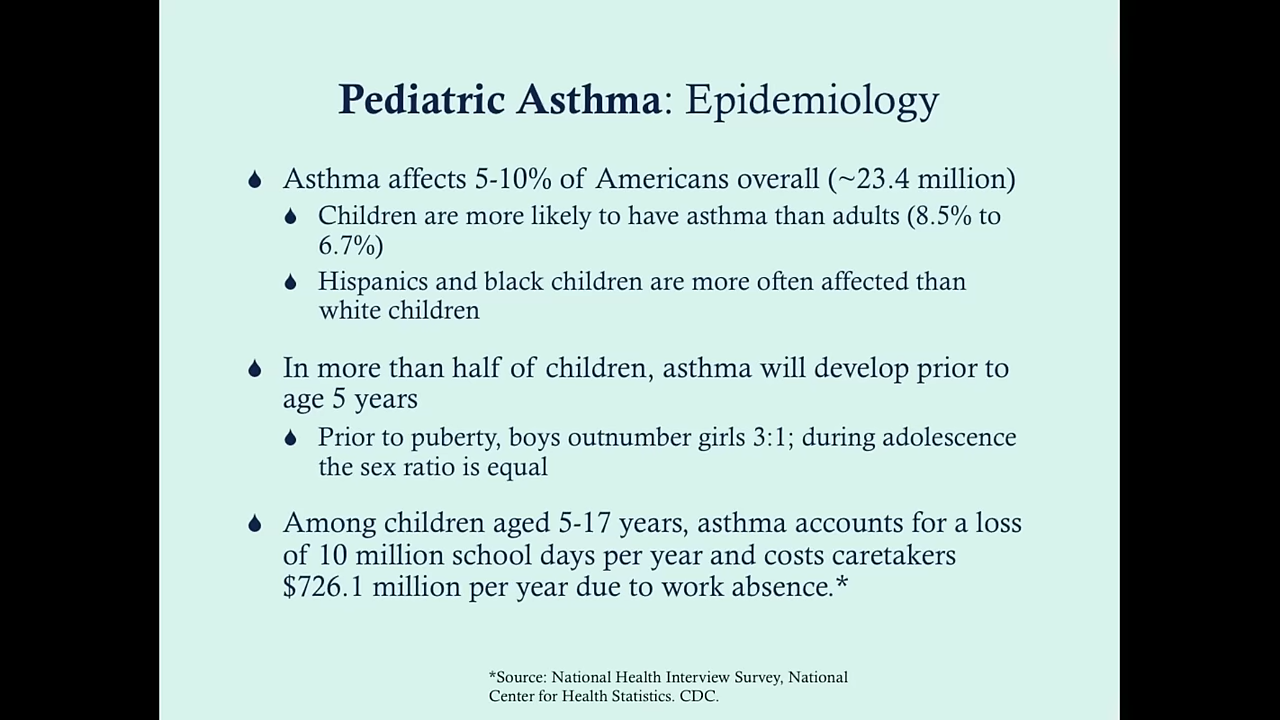 Pediatric Asthma: Epidemiology
Asthma affects 5-10% of Americans overall (~23.4 million)
Children are more likely to have asthma than adults (8.5% to
6.7%)
Hispanics and black children are more often affected than
white children
In more than half of children, asthma will develop prior to
age 5 years
Prior to puberty, boys outnumber girls 3:1; during adolescence
the sex ratio is equal
Among children aged 5-17 years, asthma accounts for a loss
of 10 million school days per year and costs caretakers
$726.1 million per year due to work absence.*
*Source: National Health Interview Survey, National
Center for Health Statistics. CDC.